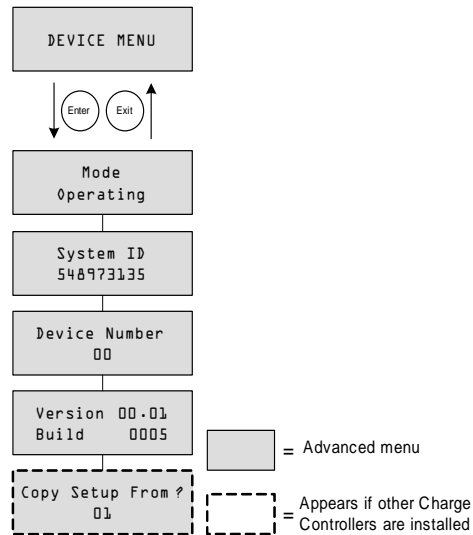 DEVICE MENU
Enter
Exit
Mode
Operating
System ID
548973135
Device Number
00
Version 00.01
Build 0005
Copy Setup From?
01
= Advanced menu
= Appears if other Charge
Controllers are installed